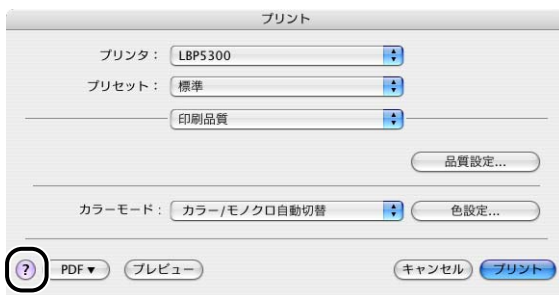 プリント
プリンタ： LBP5300
プリセット： 標準
印刷品質
品質設定...
カラーモード： カラー/モノクロ自動切替 色設定...
? PDF▼ プレビュー キャンセル プリント